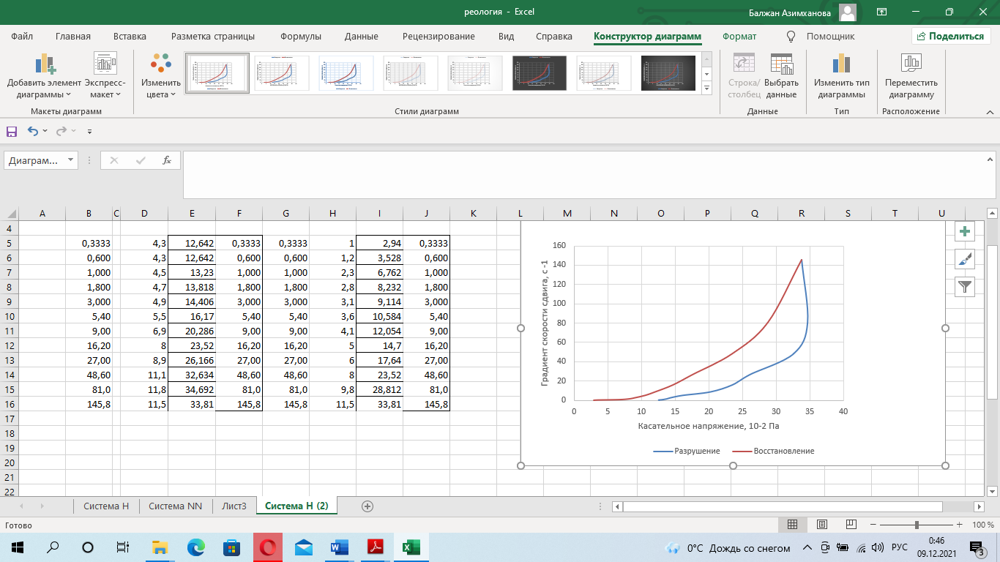 реология - Excel
Балжан Азимханова
Файл Главная Вставка Разметка страницы Формулы Данные Рецензирование Вид Справка Конструктор диаграмм Формат Помощник Поделиться
Добавить элемент диаграммы
Экспресс-макет
Изменить цвета
Строка/столбец
Выбрать данные
Изменить тип диаграммы
Переместить диаграмму
Макеты диаграмм Стили диаграмм Данные Тип Расположение
Диаграм... fx
A B C D E F G H I J K L M N O P Q R S T U
4
5 0,3333 4,3 12,642 0,3333 0,3333 1 2,94 0,3333
6 0,600 4,3 12,642 0,600 0,600 1,2 3,528 0,600
7 1,000 4,5 13,23 1,000 1,000 2,3 6,762 1,000
8 1,800 4,7 13,818 1,800 1,800 2,8 8,232 1,800
9 3,000 4,9 14,406 3,000 3,000 3,1 9,114 3,000
10 5,40 5,5 16,17 5,40 5,40 3,6 10,584 5,40
11 9,00 6,9 20,286 9,00 9,00 4,1 12,054 9,00
12 16,20 8 23,52 16,20 16,20 5 14,7 16,20
13 27,00 8,9 26,166 27,00 27,00 6 17,64 27,00
14 48,60 11,1 32,634 48,60 48,60 8 23,52 48,60
15 81,0 11,8 34,692 81,0 81,0 9,8 28,812 81,0
16 145,8 11,5 33,81 145,8 145,8 11,5 33,81 145,8
17
18
19
20
21
22
Градиент скорости сдвига, с -1
160
140
120
100
80
60
40
20
0
0 5 10 15 20 25 30 35 40
Касательное напряжение, 10-2 Па
Разрушение Восстановление
Система Н Система NN Лист3 Система Н (2)
Готово 100 %
0°C Дождь со снегом РУС 0:46
09.12.2021
3